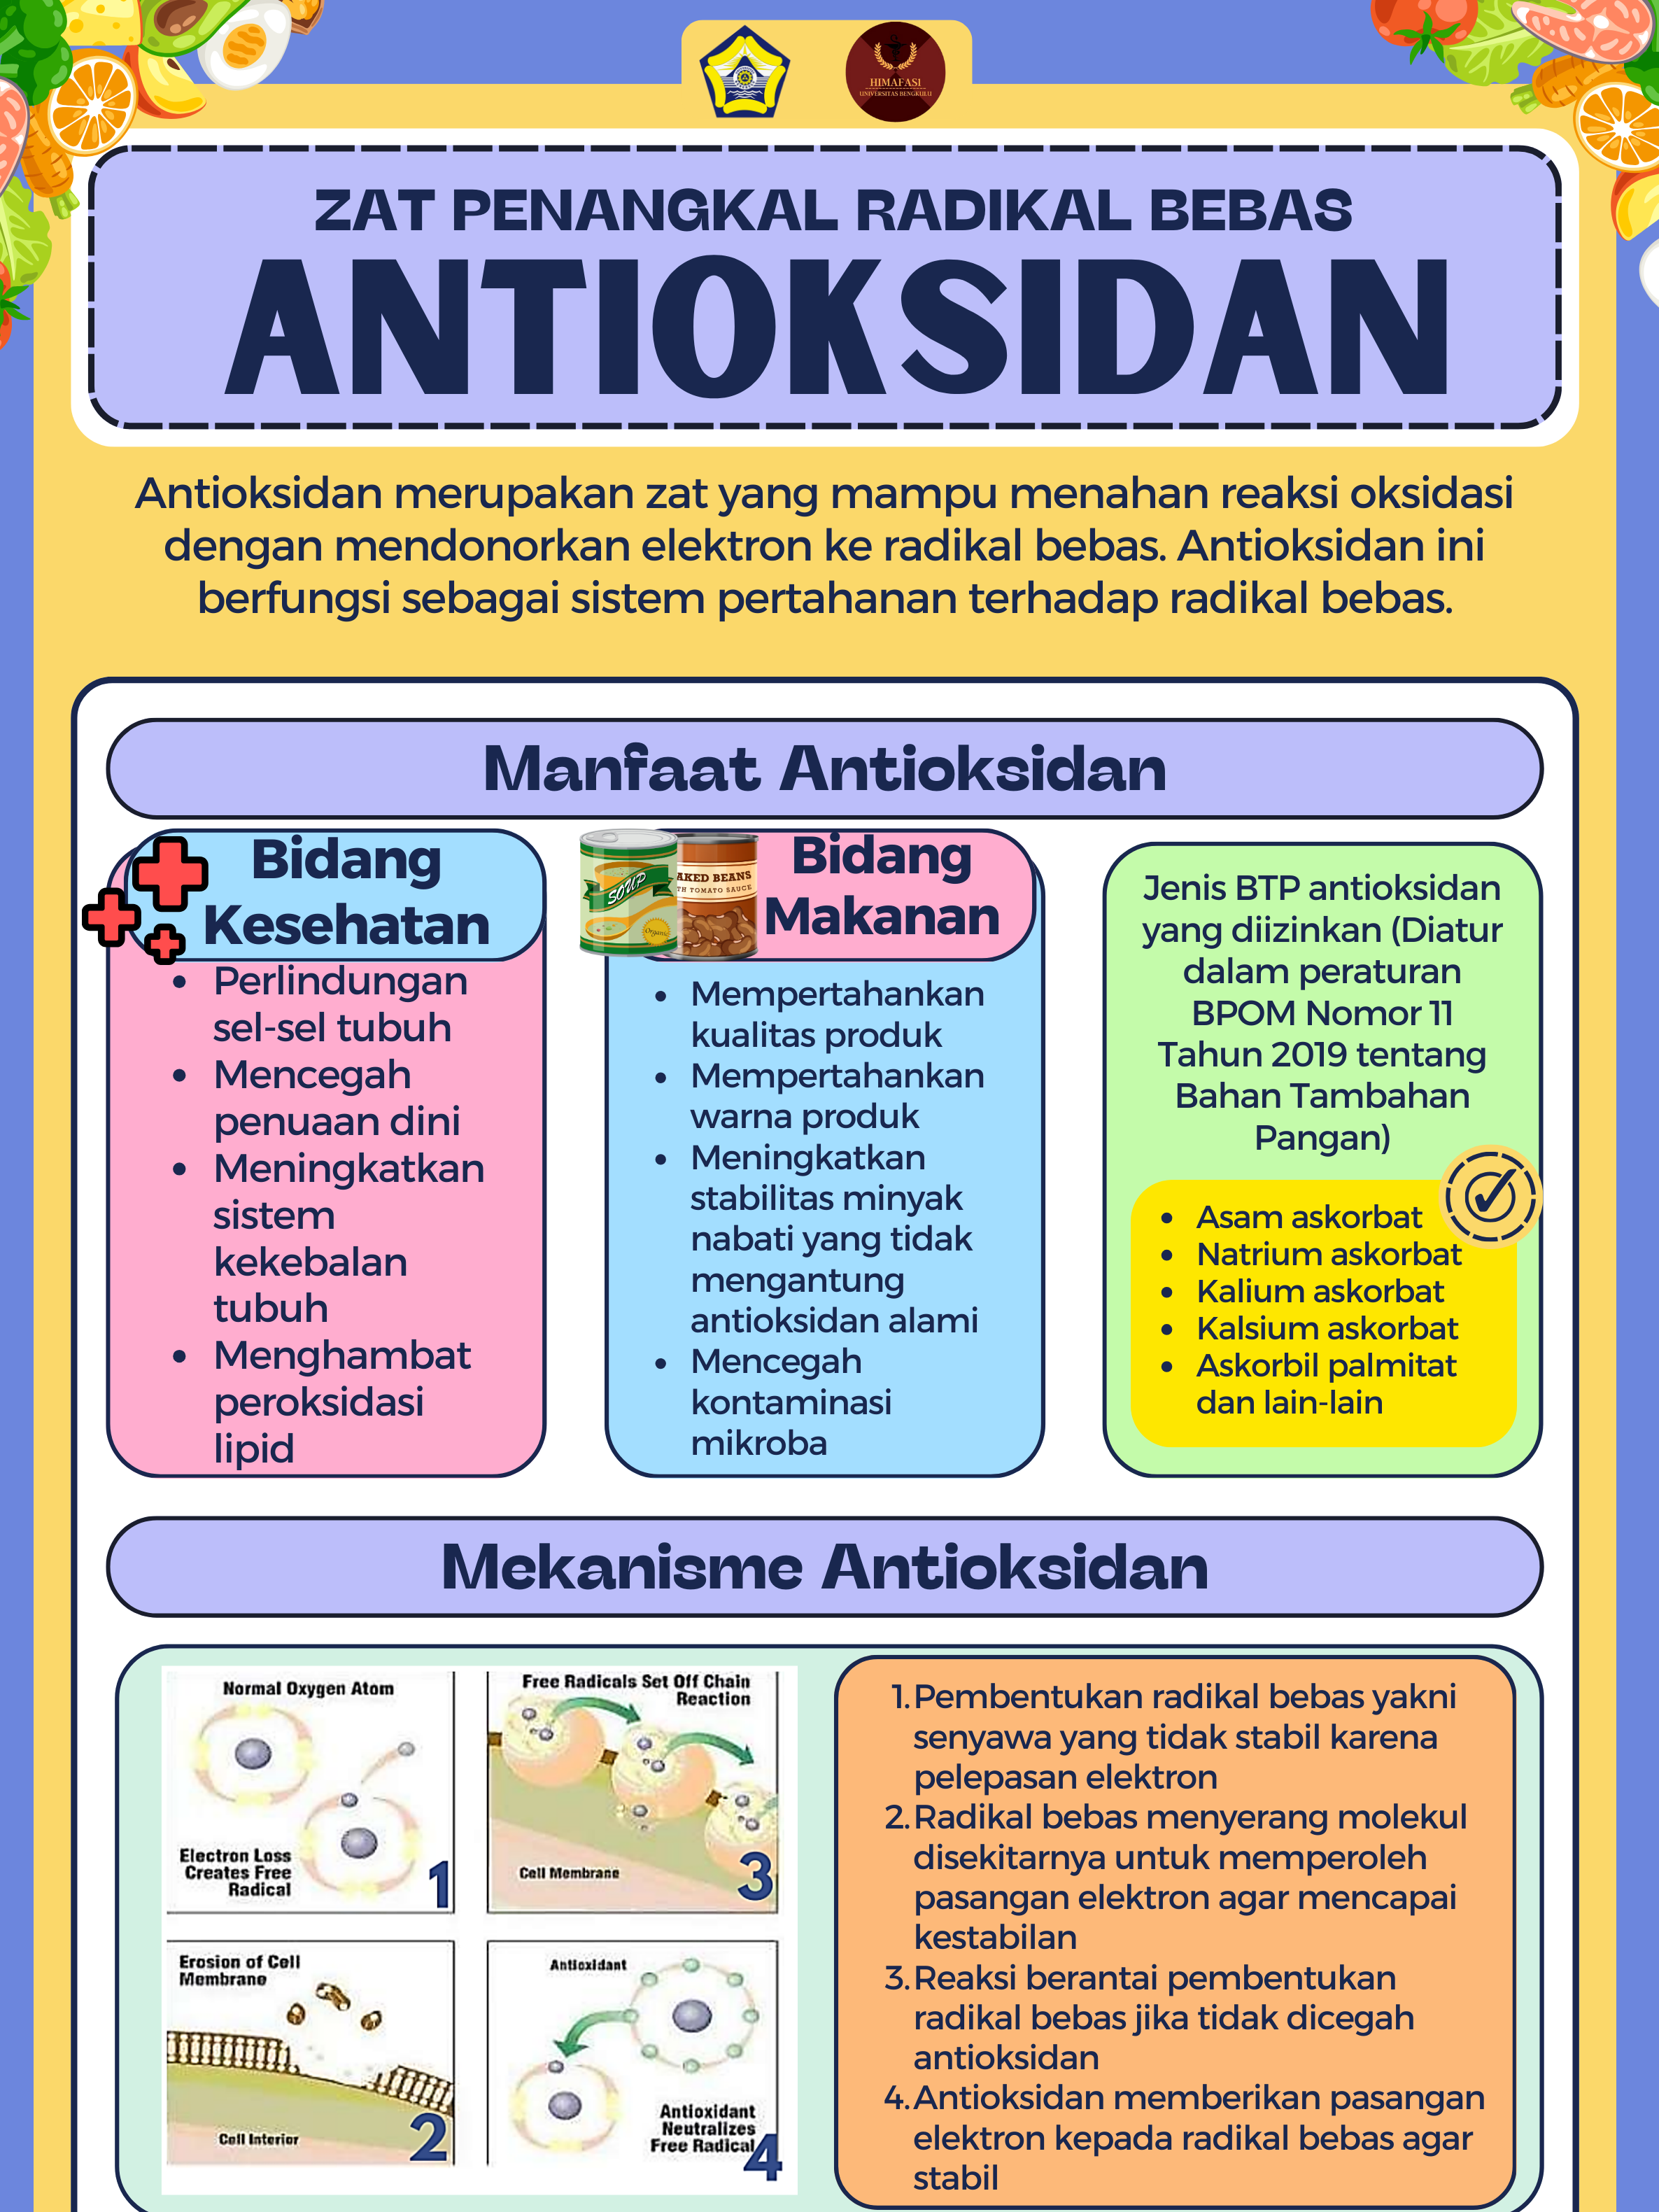 HIMAFASI
UNIVERSITAS BENGKULU
ZAT PENANGKAL RADIKAL BEBAS
ANTIOKSIDAN
Antioksidan merupakan zat yang mampu menahan reaksi oksidasi
dengan mendonorkan elektron ke radikal bebas. Antioksidan ini
berfungsi sebagai sistem pertahanan terhadap radikal bebas.
Manfaat Antioksidan
Bidang
Kesehatan
• Perlindungan
sel-sel tubuh
• Mencegah
penuaan dini
• Meningkatkan
sistem
kekebalan
tubuh
• Menghambat
peroksidasi
lipid
SOUP
Organic
AKED BEANS
TH TOMATO SAUCE
Bidang
Makanan
• Mempertahankan
kualitas produk
• Mempertahankan
warna produk
• Meningkatkan
stabilitas minyak
nabati yang tidak
mengantung
antioksidan alami
• Mencegah
kontaminasi
mikroba
Jenis BTP antioksidan
yang diizinkan (Diatur
dalam peraturan
BPOM Nomor 11
Tahun 2019 tentang
Bahan Tambahan
Pangan)
• Asam askorbat
• Natrium askorbat
• Kalium askorbat
• Kalsium askorbat
• Askorbil palmitat
dan lain-lain
Mekanisme Antioksidan
Normal Oxygen Atom
Electron Loss
Creates Free
Radical
1
Free Radicals Set Off Chain
Reaction
Cell Membrane
3
Erosion of Cell
Membrane
Cell Interior
2
Antioxidant
Antioxidant
Neutralizes
Free Radical
4
1. Pembentukan radikal bebas yakni
senyawa yang tidak stabil karena
pelepasan elektron
2. Radikal bebas menyerang molekul
disekitarnya untuk memperoleh
pasangan elektron agar mencapai
kestabilan
3. Reaksi berantai pembentukan
radikal bebas jika tidak dicegah
antioksidan
4. Antioksidan memberikan pasangan
elektron kepada radikal bebas agar
stabil